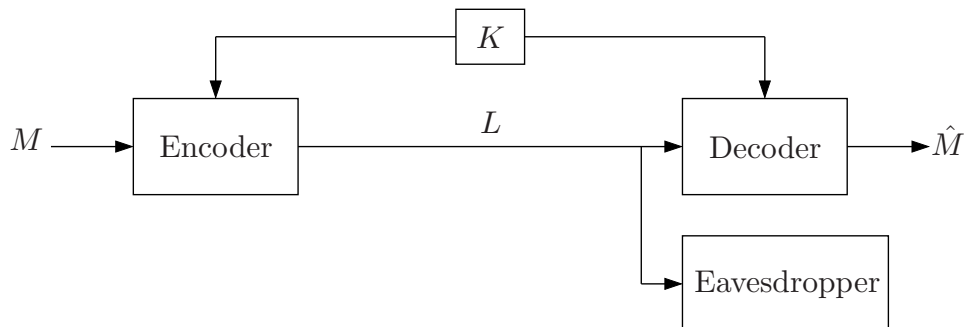 K
M
Encoder
L
Decoder
M̂
Eavesdropper